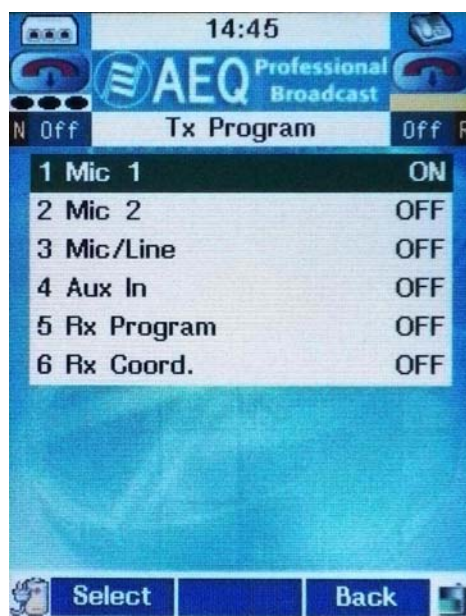 14:45
AEQ Professional Broadcast
N Off Tx Program Off
1 Mic 1 ON
2 Mic 2 OFF
3 Mic/Line OFF
4 Aux In OFF
5 Rx Program OFF
6 Rx Coord. OFF
Select Back